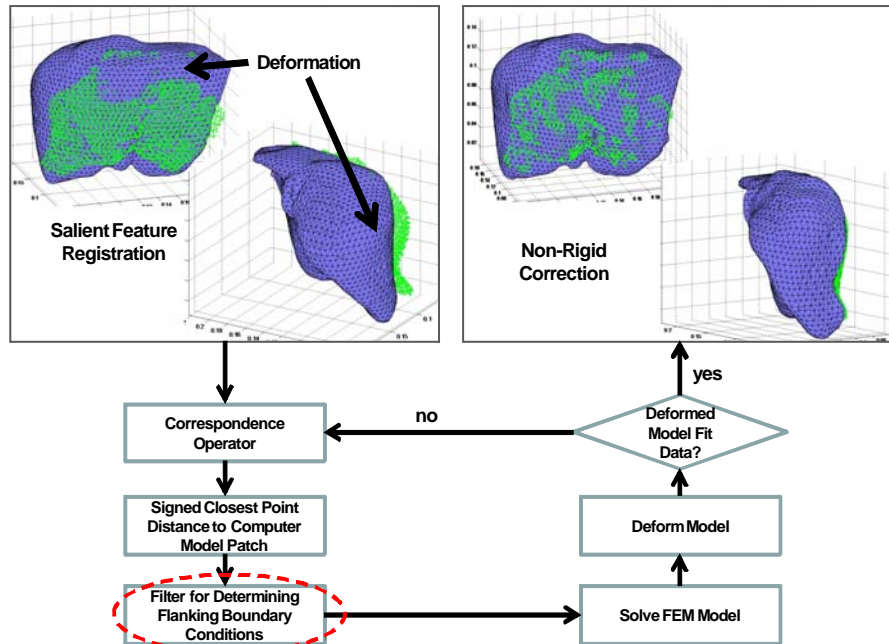 Deformation
Salient Feature
Registration
Non-Rigid
Correction
yes
no
Correspondence
Operator
Deformed
Model Fit
Data?
Signed Closest Point
Distance to Computer
Model Patch
Deform Model
Filter for Determining
Flanking Boundary
Conditions
Solve FEM Model